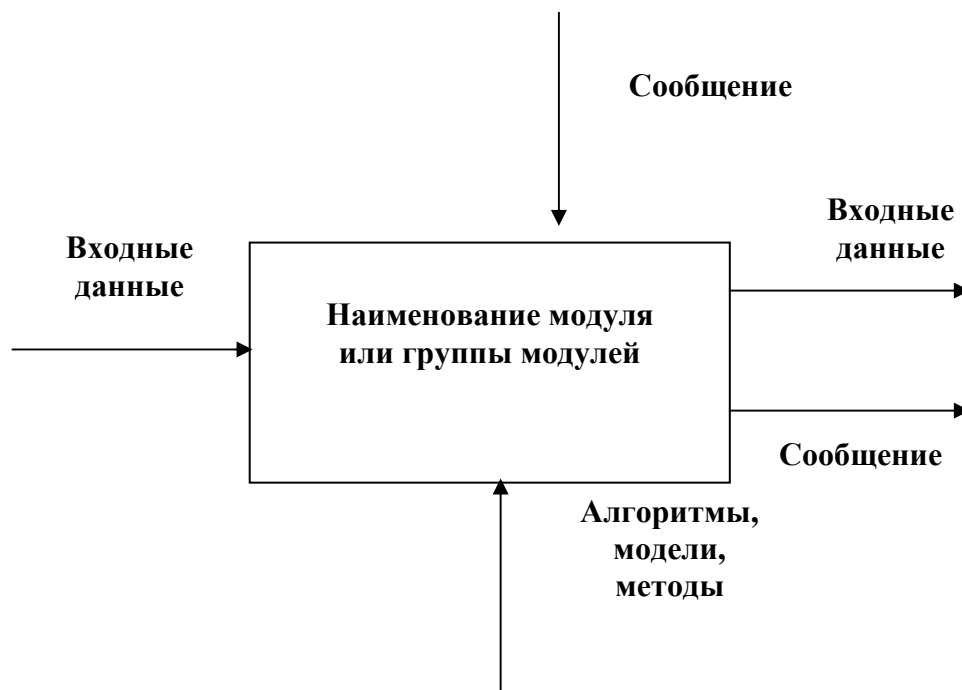 Сообщение
Входные
данные
Входные
данные
Наименование модуля
или группы модулей
Сообщение
Алгоритмы,
модели,
методы